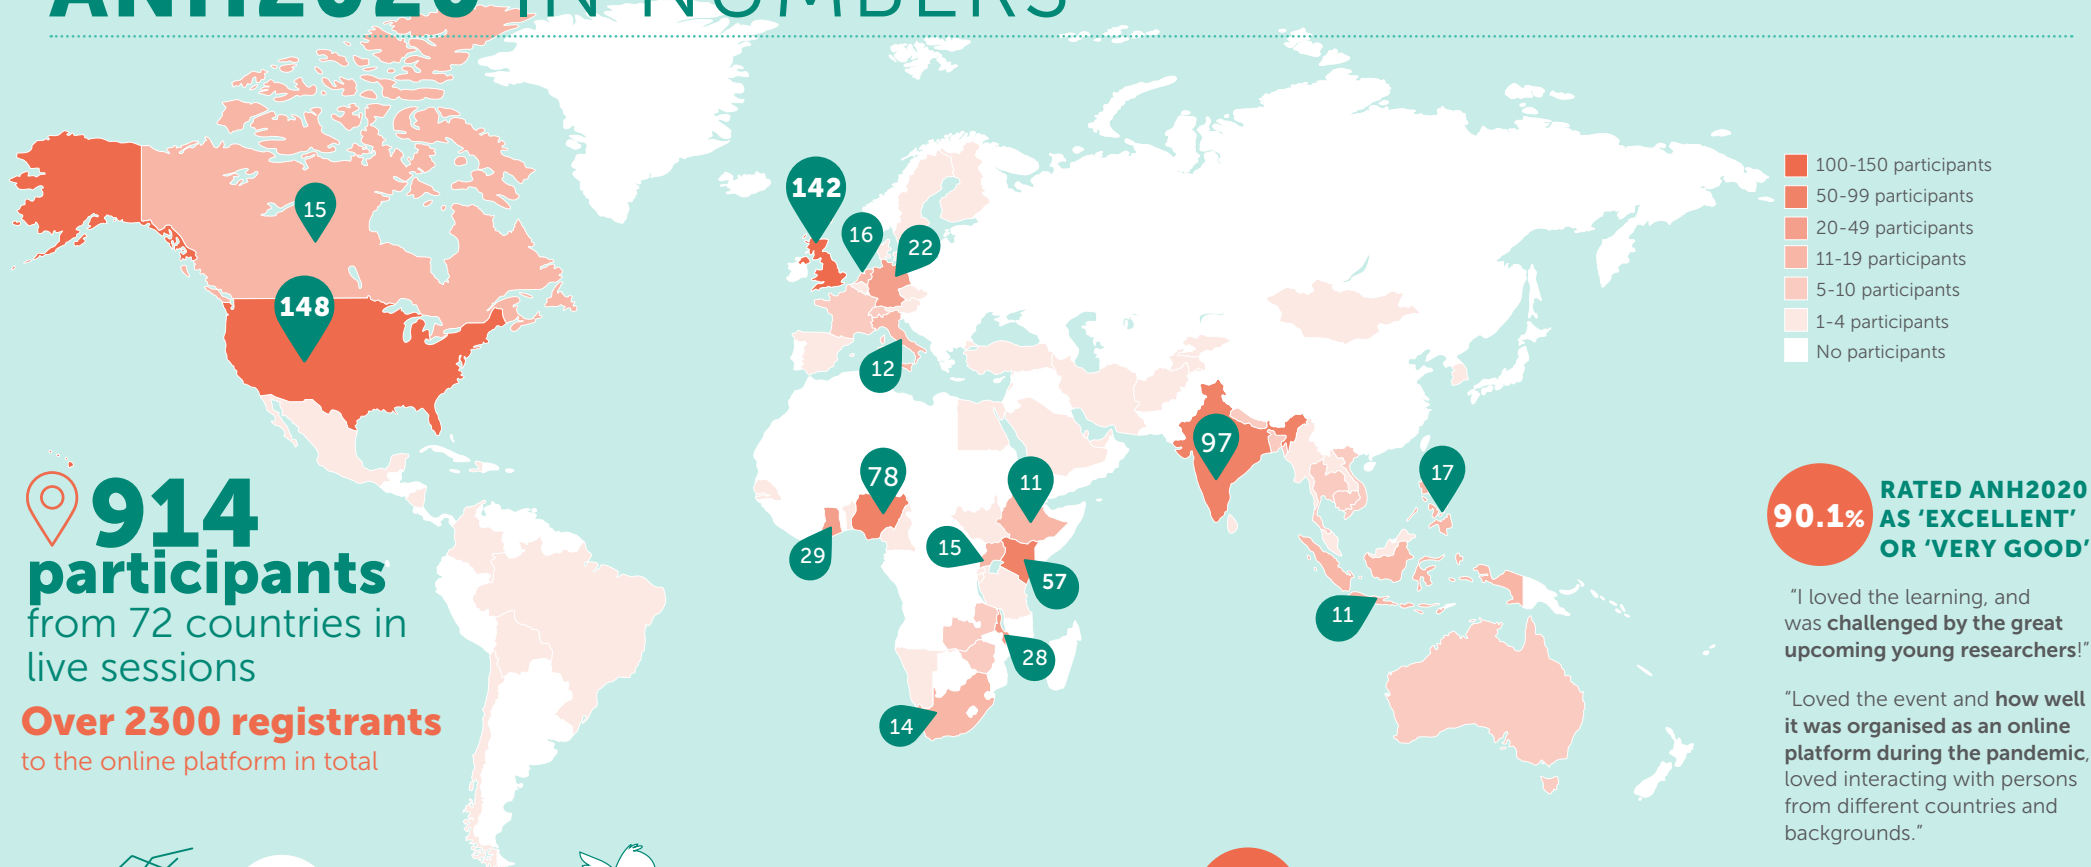 ANH2020 IN NUMBERS
15
148
142
16
22
12
78
11
29
15
57
28
14
97
17
11
100-150 participants
50-99 participants
20-49 participants
11-19 participants
5-10 participants
1-4 participants
No participants
914
participants
from 72 countries in
live sessions
Over 2300 registrants
to the online platform in total
90.1%
RATED ANH2020
AS ‘EXCELLENT’
OR ‘VERY GOOD’
“I loved the learning, and
was challenged by the great
upcoming young researchers!”
“Loved the event and how well
it was organised as an online
platform during the pandemic,
loved interacting with persons
from different countries and
backgrounds.”